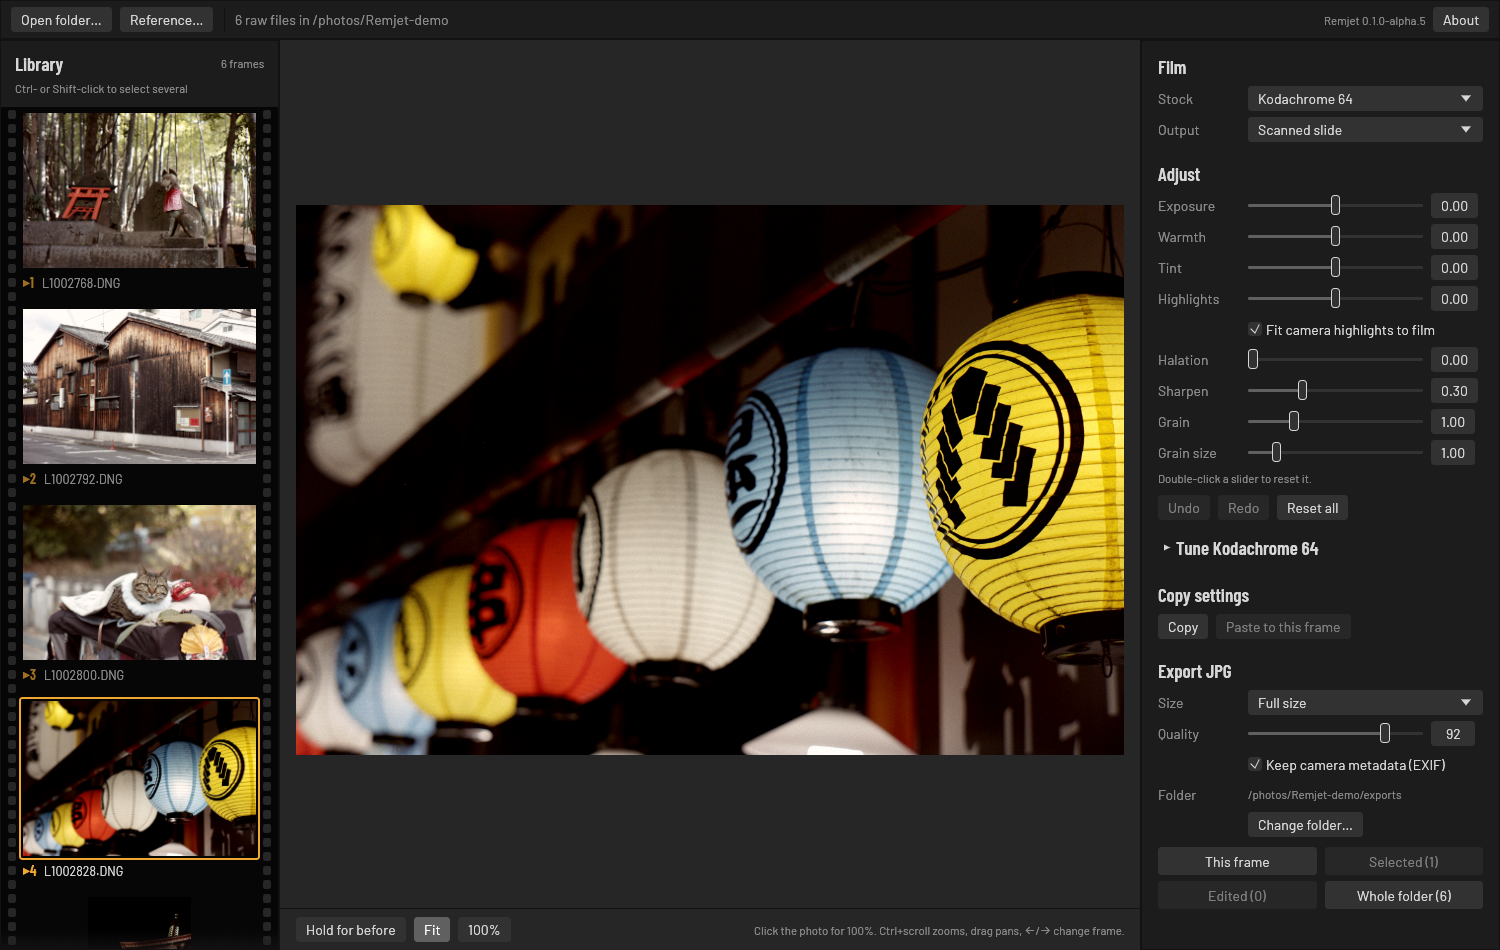 Open folder...
Reference...
6 raw files in /photos/Remjet-demo
Remjet 0.1.0-alpha.5
About
Library
6 frames
Ctrl- or Shift-click to select several
▸1 L1002768.DNG
▸2 L1002792.DNG
▸3 L1002800.DNG
▸4 L1002828.DNG
Hold for before
Fit
100%
Click the photo for 100%. Ctrl+scroll zooms, drag pans, ←/→ change frame.
Film
Stock
Kodachrome 64
Output
Scanned slide
Adjust
Exposure
0.00
Warmth
0.00
Tint
0.00
Highlights
0.00
Fit camera highlights to film
Halation
0.00
Sharpen
0.30
Grain
1.00
Grain size
1.00
Double-click a slider to reset it.
Undo
Redo
Reset all
▸ Tune Kodachrome 64
Copy settings
Copy
Paste to this frame
Export JPG
Size
Full size
Quality
92
Keep camera metadata (EXIF)
Folder
/photos/Remjet-demo/exports
Change folder...
This frame
Selected (1)
Edited (0)
Whole folder (6)